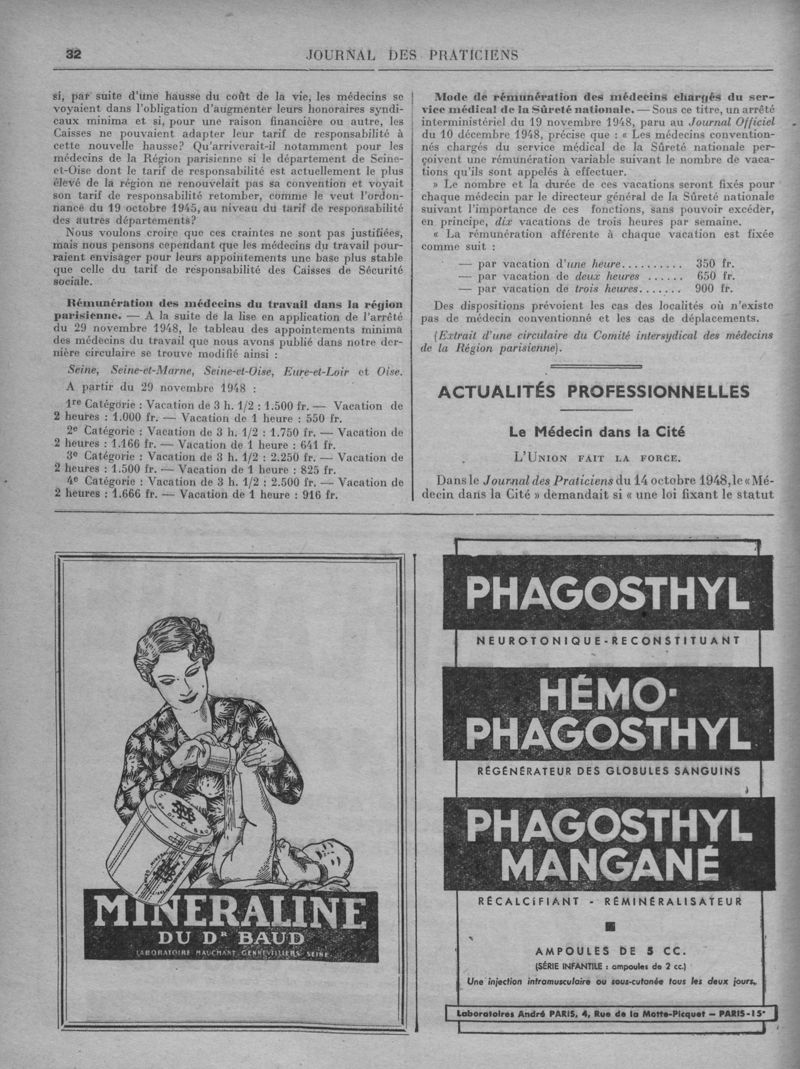 32
JOURNAL DES PRATICIENS
si, par suite d'une hausse du coût de la vie, les médecins se
voyaient dans l'obligation d'augmenter leurs honoraires syndi-
caux minima et si, pour une raison financière ou autre, les
Caisses ne pouvaient adapter leur tarif de responsabilité à
cette nouvelle hausse? Qu'arriverait-il notamment pour les
médecins de la Région parisienne si le département de Seine-
et-Oise dont le tarif de responsabilité est actuellement le plus
élevé de la région ne renouvelait pas sa convention et voyait
son tarif de responsabilité retomber, comme le veut l'ordon-
nance du 19 octobre 1945, au niveau du tarif de responsabilité
des autres départements?
Nous voulons croire que ces craintes ne sont pas justifiées,
mais nous pensons cependant que les médecins du travail pour-
raient envisager pour leurs appointements une base plus stable
que celle du tarif de responsabilité des Caisses de Sécurité
sociale.
Rémunération des médecins du travail dans la région
parisienne. — A la suite de la lise en application de l'arrêté
du 29 novembre 1948, le tableau des appointements minima
des médecins du travail que nous avons publié dans notre der-
nière circulaire se trouve modifié ainsi :
Seine, Seine-et-Marne, Seine-et-Oise, Eure-et-Loir et Oise.
A partir du 29 novembre 1948 :
1re Catégorie : Vacation de 3 h. 1/2 : 1.500 fr. — Vacation de
2 heures : 1.000 fr. — Vacation de 1 heure : 550 fr.
2e Catégorie : Vacation de 3 h. 1/2 : 1.750 fr. — Vacation de
2 heures : 1.166 fr. — Vacation de 1 heure : 641 fr.
3e Catégorie : Vacation de 3 h. 1/2 : 2.250 fr. — Vacation de
2 heures : 1.500 fr. — Vacation de 1 heure : 825 fr.
4e Catégorie : Vacation de 3 h. 1/2 : 2.500 fr. — Vacation de
2 heures : 1.666 fr. — Vacation de 1 heure : 916 fr.
Mode de rémunération des médecins chargés du ser-
vice médical de la Sûreté nationale. — Sous ce titre, un arrêté
interministériel du 19 novembre 1948, paru au Journal Officiel
du 10 décembre 1948, précise que : « Les médecins convention-
nés chargés du service médical de la Sûreté nationale per-
çoivent une rémunération variable suivant le nombre de vaca-
tions qu'ils sont appelés à effectuer.
» Le nombre et la durée de ces vacations seront fixés pour
chaque médecin par le directeur général de la Sûreté nationale
suivant l'importance de ces fonctions, sans pouvoir excéder,
en principe, dix vacations de trois heures par semaine.
« La rémunération afférente à chaque vacation est fixée
comme suit :
— par vacation d'une heure.......... 350 fr.
— par vacation de deux heures ...... 650 fr.
— par vacation de trois heures....... 900 fr.
Des dispositions prévoient les cas des localités où n'existe
pas de médecin conventionné et les cas de déplacements.
(Extrait d'une circulaire du Comité intersydical des médecins
de la Région parisienne).
ACTUALITÉS PROFESSIONNELLES
Le Médecin dans la Cité
L'UNION FAIT LA FORCE.
Dans le Journal des Praticiens du 14 octobre 1948, le «Mé-
decin dans la Cité » demandait si « une loi fixant le statut
MINERALINE
DU DR BAUD
LABORATOIRE MAUCHANT GENNEVILLIERS SEINE
PHAGOSTHYL
NEUROTONIQUE-RECONSTITUANT
HÉMO-
PHAGOSTHYL
RÉGÉNÉRATEUR DES GLOBULES SANGUINS
PHAGOSTHYL
MANGANÉ
RÉCALCIFIANT - RÉMINÉRALISATEUR
AMPOULES DE 5 CC.
(SÉRIE INFANTILE : ampoules de 2 cc.)
Une injection intramusculaire ou sous-cutanée tous les deux jours.
Laboratoires André PARIS, 4, Rue de la Motte-Picquet — PARIS-15e